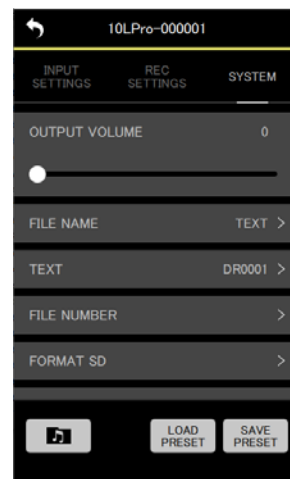 10LPro-000001
INPUT SETTINGS
REC SETTINGS
SYSTEM
OUTPUT VOLUME 0
FILE NAME TEXT >
TEXT DR0001 >
FILE NUMBER >
FORMAT SD >
LOAD PRESET
SAVE PRESET